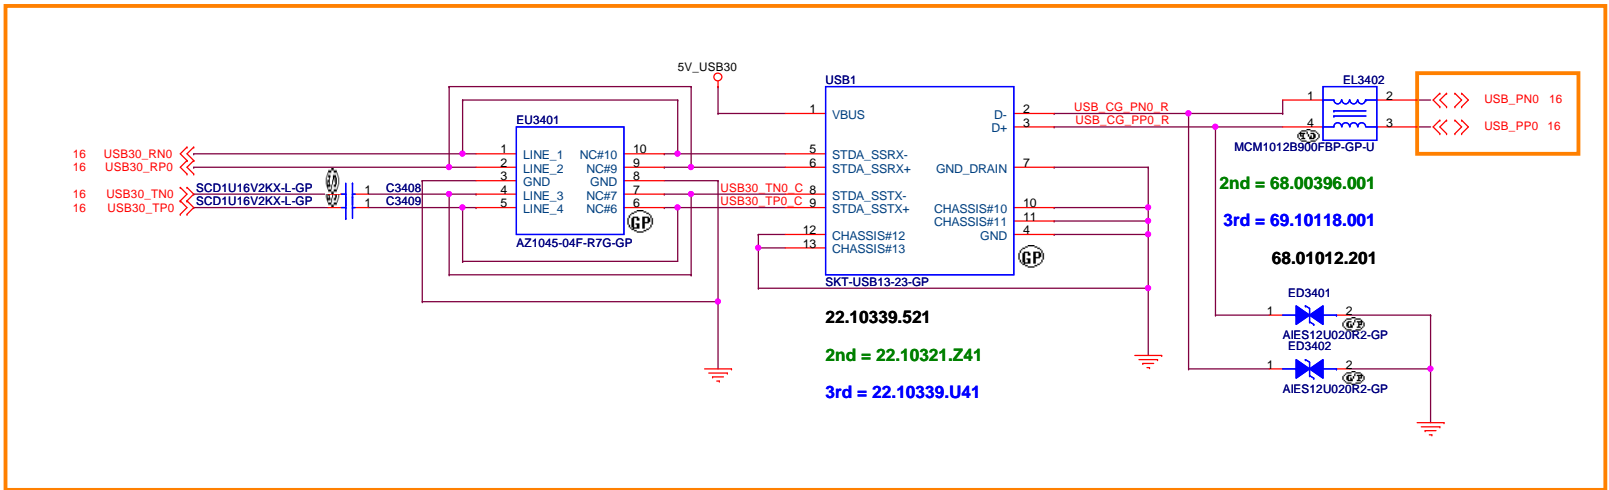 5V_USB30
USB1
EL3402
1 VBUS
D- 2 USB_CG_PN0_R
D+ 3 USB_CG_PP0_R
1 2
4 3
USB_PN0 16
USB_PP0 16
MCM1012B900FBP-GP-U
EU3401
16 USB30_RN0
16 USB30_RP0
1 LINE_1 NC#10 10
2 LINE_2 NC#9 9
3 GND GND 8
4 LINE_3 NC#7 7
5 LINE_4 NC#6 6
5 STDA_SSRX-
6 STDA_SSRX+
GND_DRAIN 7
16 USB30_TN0 SCD1U16V2KX-L-GP 1 C3408
16 USB30_TP0 SCD1U16V2KX-L-GP 1 C3409
USB30_TN0_C 8 STDA_SSTX-
USB30_TP0_C 9 STDA_SSTX+
CHASSIS#10 10
CHASSIS#11 11
GND 4
12 CHASSIS#12
13 CHASSIS#13
GP
AZ1045-04F-R7G-GP
GP
SKT-USB13-23-GP
2nd = 68.00396.001
3rd = 69.10118.001
68.01012.201
22.10339.521
2nd = 22.10321.Z41
3rd = 22.10339.U41
ED3401
1 2
AIES12U020R2-GP
ED3402
1 2
AIES12U020R2-GP